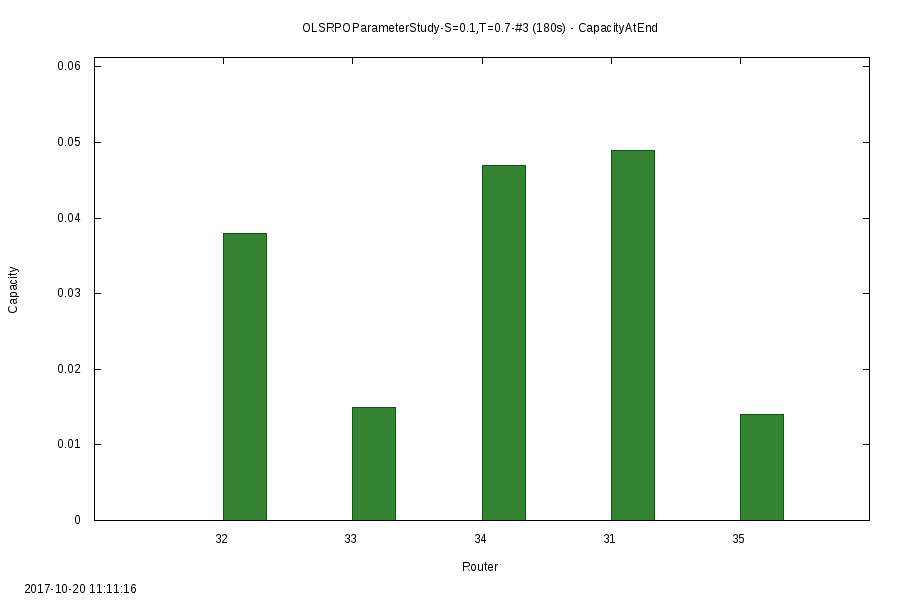 OLSRPOParameterStudy-S=0.1,T=0.7-#3 (180s) - CapacityAtEnd
0.06
0.05
0.04
0.03
0.02
0.01
0
Capacity
32 33 34 31 35
Router
2017-10-20 11:11:16